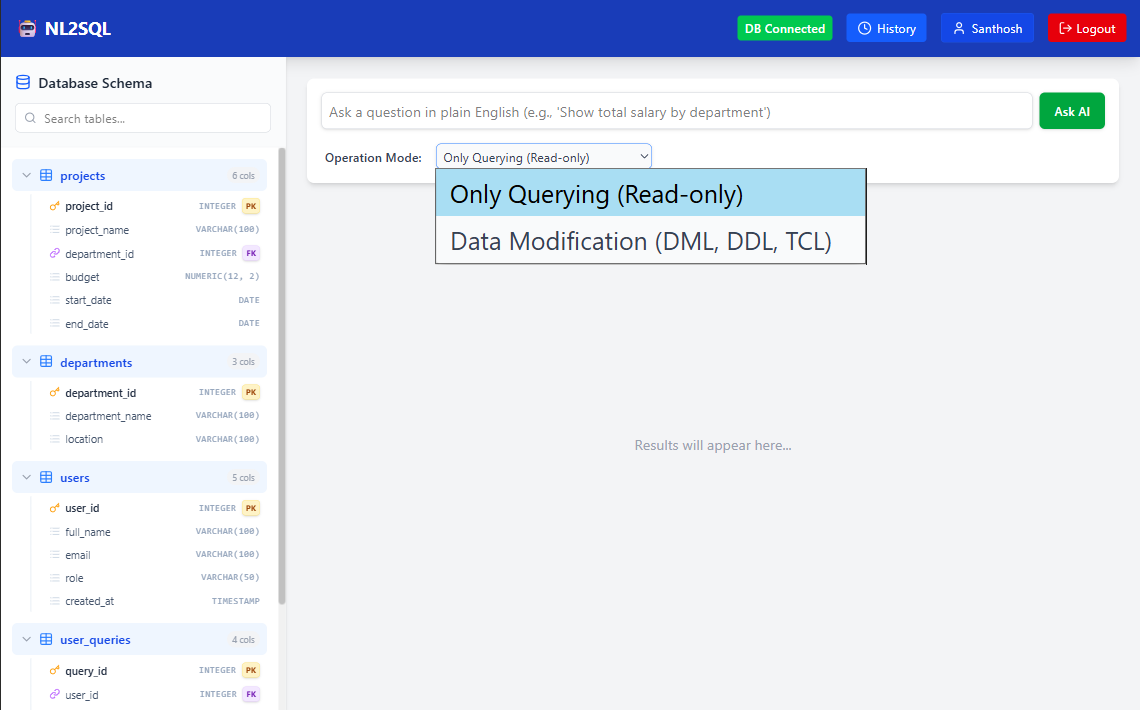 NL2SQL
DB Connected
History
Santhosh
Logout
Database Schema
Search tables...
projects 6 cols
project_id INTEGER PK
project_name VARCHAR(100)
department_id INTEGER FK
budget NUMERIC(12, 2)
start_date DATE
end_date DATE
departments 3 cols
department_id INTEGER PK
department_name VARCHAR(100)
location VARCHAR(100)
users 5 cols
user_id INTEGER PK
full_name VARCHAR(100)
email VARCHAR(100)
role VARCHAR(50)
created_at TIMESTAMP
user_queries 4 cols
query_id INTEGER PK
user_id INTEGER FK
Ask a question in plain English (e.g., 'Show total salary by department')
Ask AI
Operation Mode: Only Querying (Read-only)
Only Querying (Read-only)
Data Modification (DML, DDL, TCL)
Results will appear here...